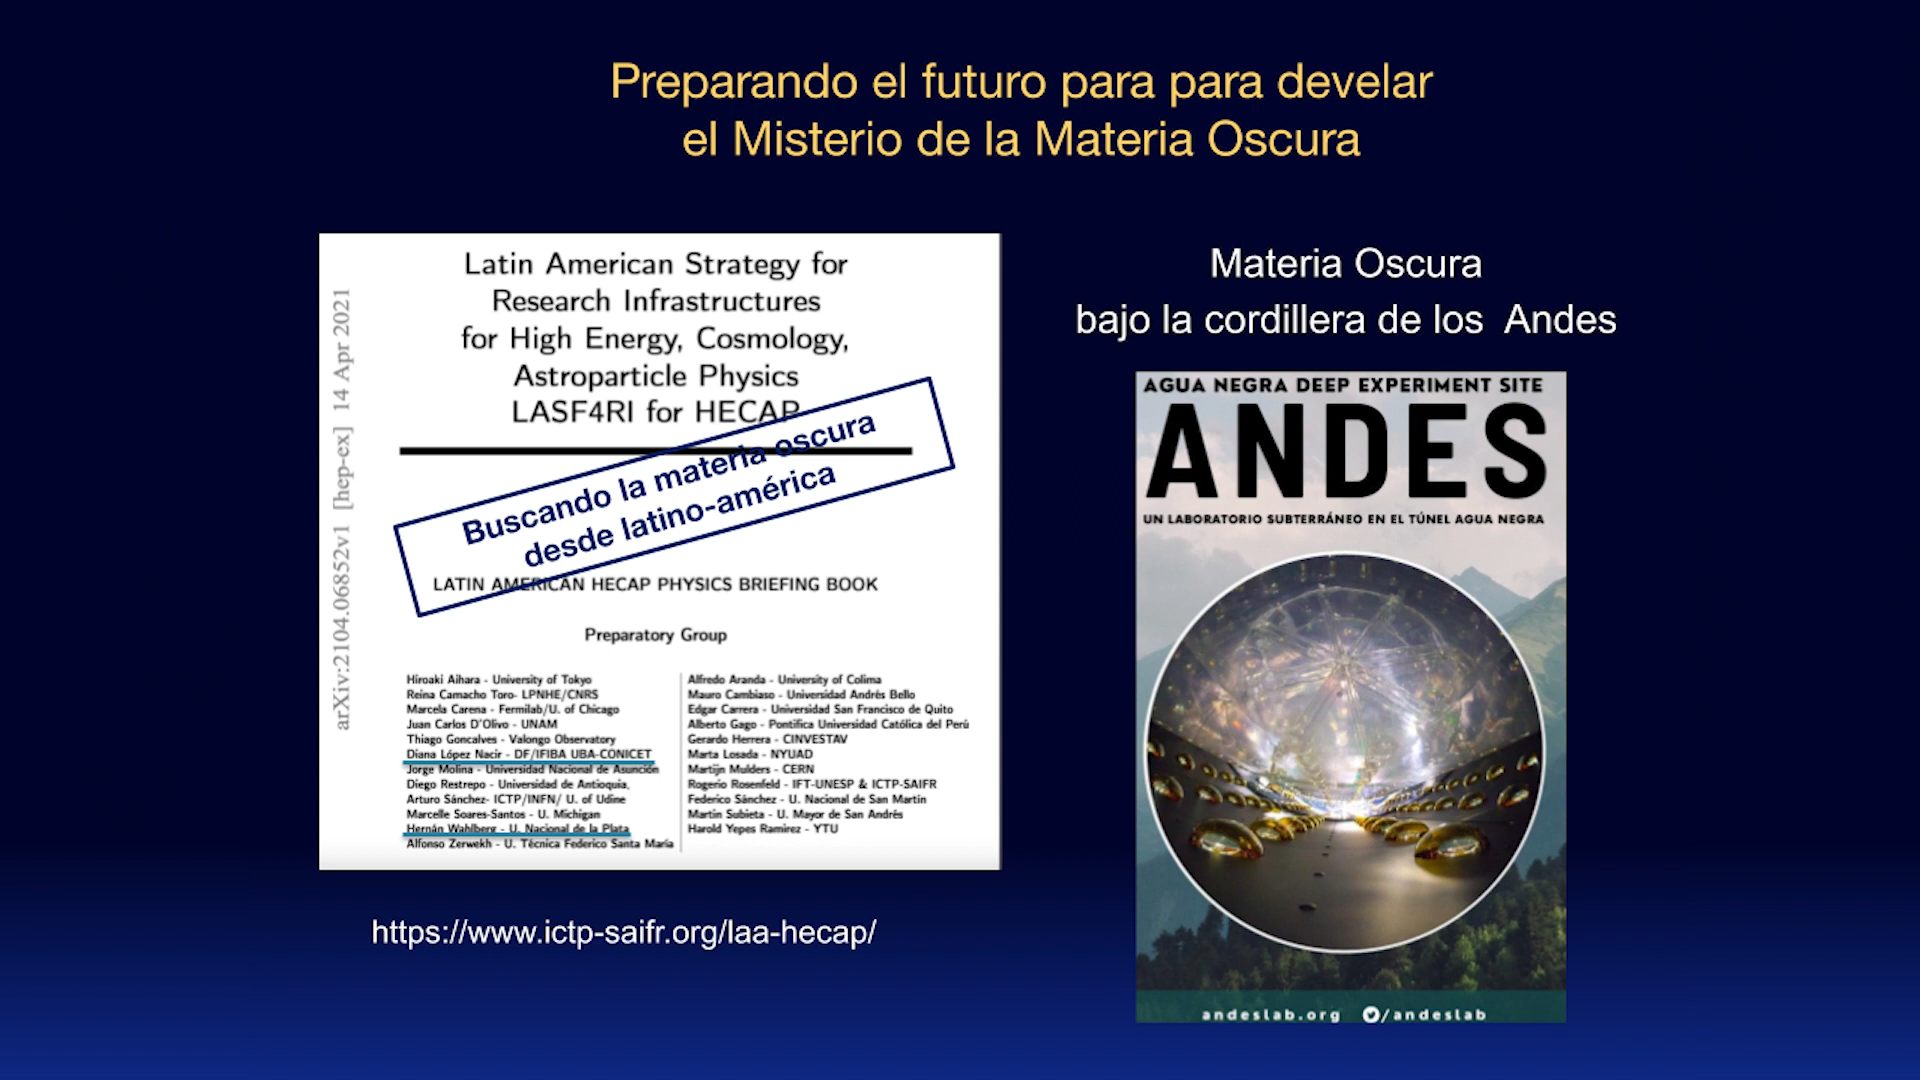 Preparando el futuro para para develar
el Misterio de la Materia Oscura
Latin American Strategy for
Research Infrastructures
for High Energy, Cosmology,
Astroparticle Physics
LASF4RI for HECAP
Buscando la materia oscura
desde latino-américa
LATIN AMERICAN HECAP PHYSICS BRIEFING BOOK
Preparatory Group
Hiroaki Aihara - University of Tokyo
Reina Camacho Toro- LPNHE/CNRS
Marcela Carena - Fermilab/U. of Chicago
Juan Carlos D'Olivo - UNAM
Thiago Goncalves - Valongo Observatory
Diana López Nacir - DF/IFIBA UBA-CONICET
Jorge Molina - Universidad Nacional de Asunción
Diego Restrepo - Universidad de Antioquia,
Arturo Sánchez- ICTP/INFN/ U. of Udine
Marcelle Soares-Santos - U. Michigan
Hernán Wahlberg - U. Nacional de la Plata
Alfonso Zerwekh - U. Técnica Federico Santa María
Alfredo Aranda - University of Colima
Mauro Cambiaso - Universidad Andrés Bello
Edgar Carrera - Universidad San Francisco de Quito
Alberto Gago - Pontifica Universidad Católica del Perú
Gerardo Herrera - CINVESTAV
Marta Losada - NYUAD
Martijn Mulders - CERN
Rogerio Rosenfeld - IFT-UNESP & ICTP-SAIFR
Federico Sánchez - U. Nacional de San Martin
Martin Subieta - U. Mayor de San Andrés
Harold Yepes Ramirez - YTU
arXiv:2104.06852v1 [hep-ex] 14 Apr 2021
https://www.ictp-saifr.org/laa-hecap/
Materia Oscura
bajo la cordillera de los Andes
AGUA NEGRA DEEP EXPERIMENT SITE
ANDES
UN LABORATORIO SUBTERRÁNEO EN EL TÚNEL AGUA NEGRA
andeslab.org /andeslab